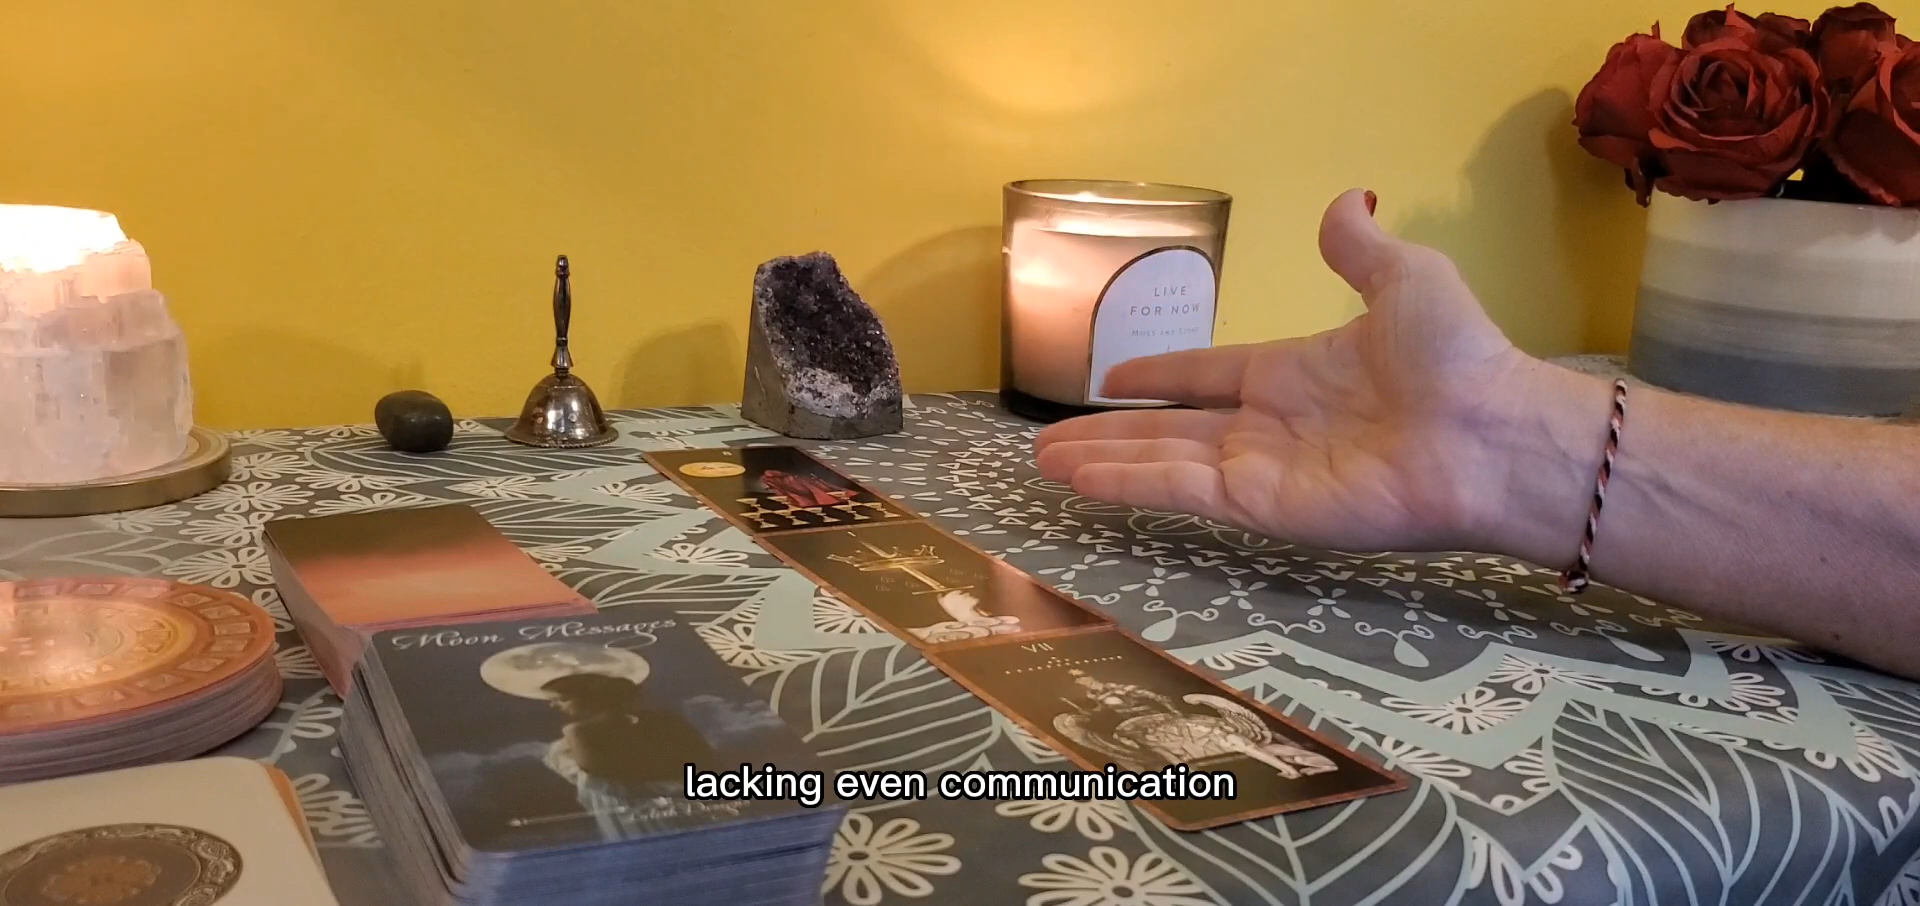 LIVE
FOR NOW
Moon Messages
VII
lacking even communication